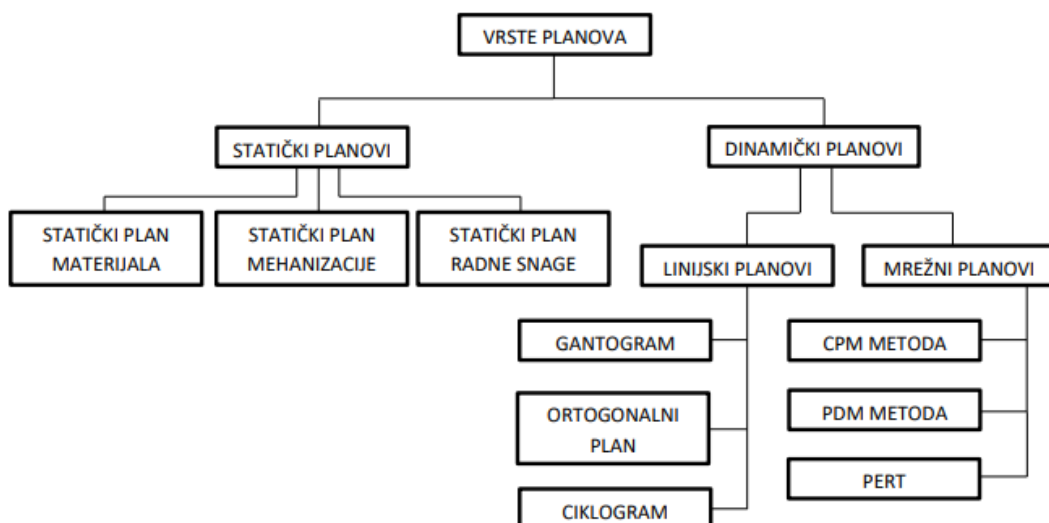 VRSTE PLANOVA
STATIČKI PLANOVI
DINAMIČKI PLANOVI
STATIČKI PLAN
MATERIJALA
STATIČKI PLAN
MEHANIZACIJE
STATIČKI PLAN
RADNE SNAGE
LINIJSKI PLANOVI
MREŽNI PLANOVI
GANTOGRAM
ORTOGONALNI
PLAN
CIKLOGRAM
CPM METODA
PDM METODA
PERT